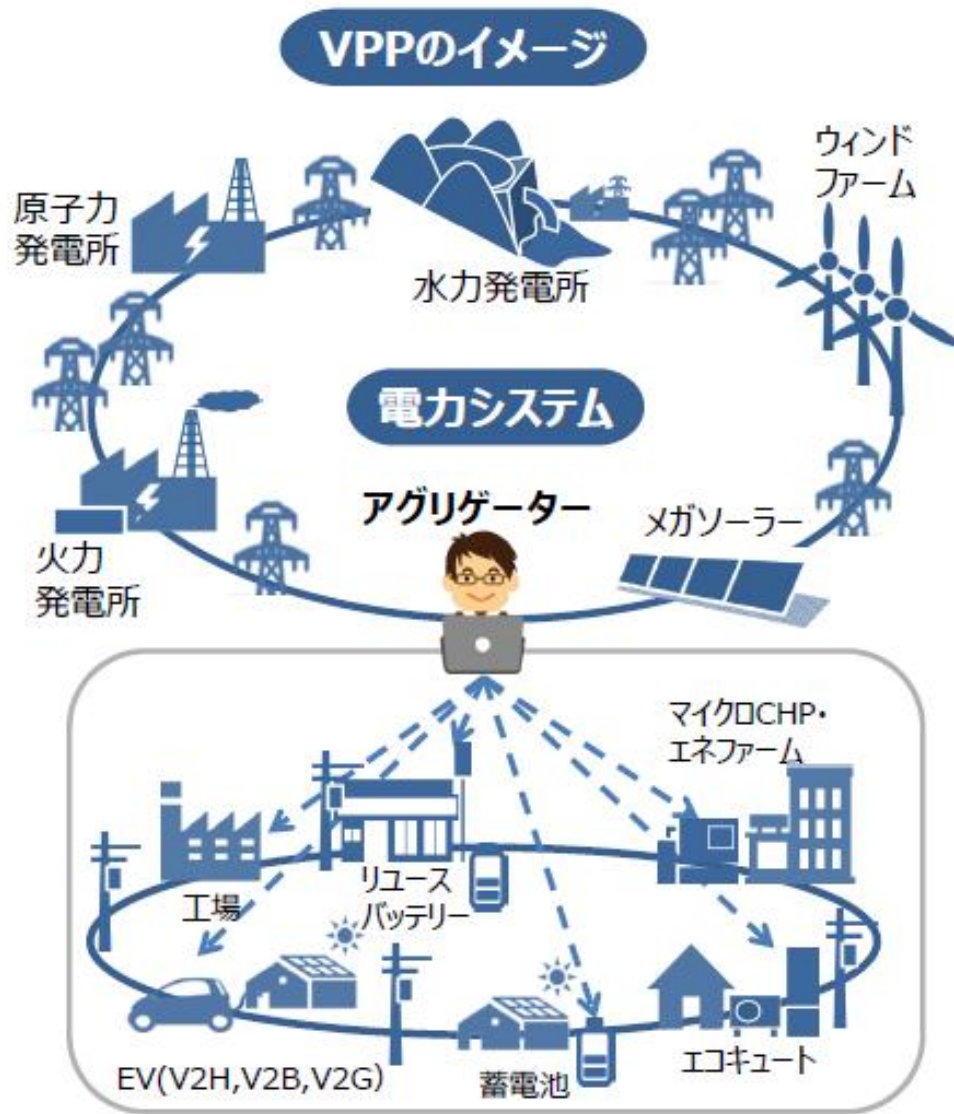 VPPのイメージ
ウィンド
ファーム
原子力
発電所
水力発電所
電力システム
アグリゲーター
メガソーラー
火力
発電所
マイクロCHP・
エネファーム
リユース
バッテリー
工場
エコキュート
EV(V2H,V2B,V2G)
蓄電池